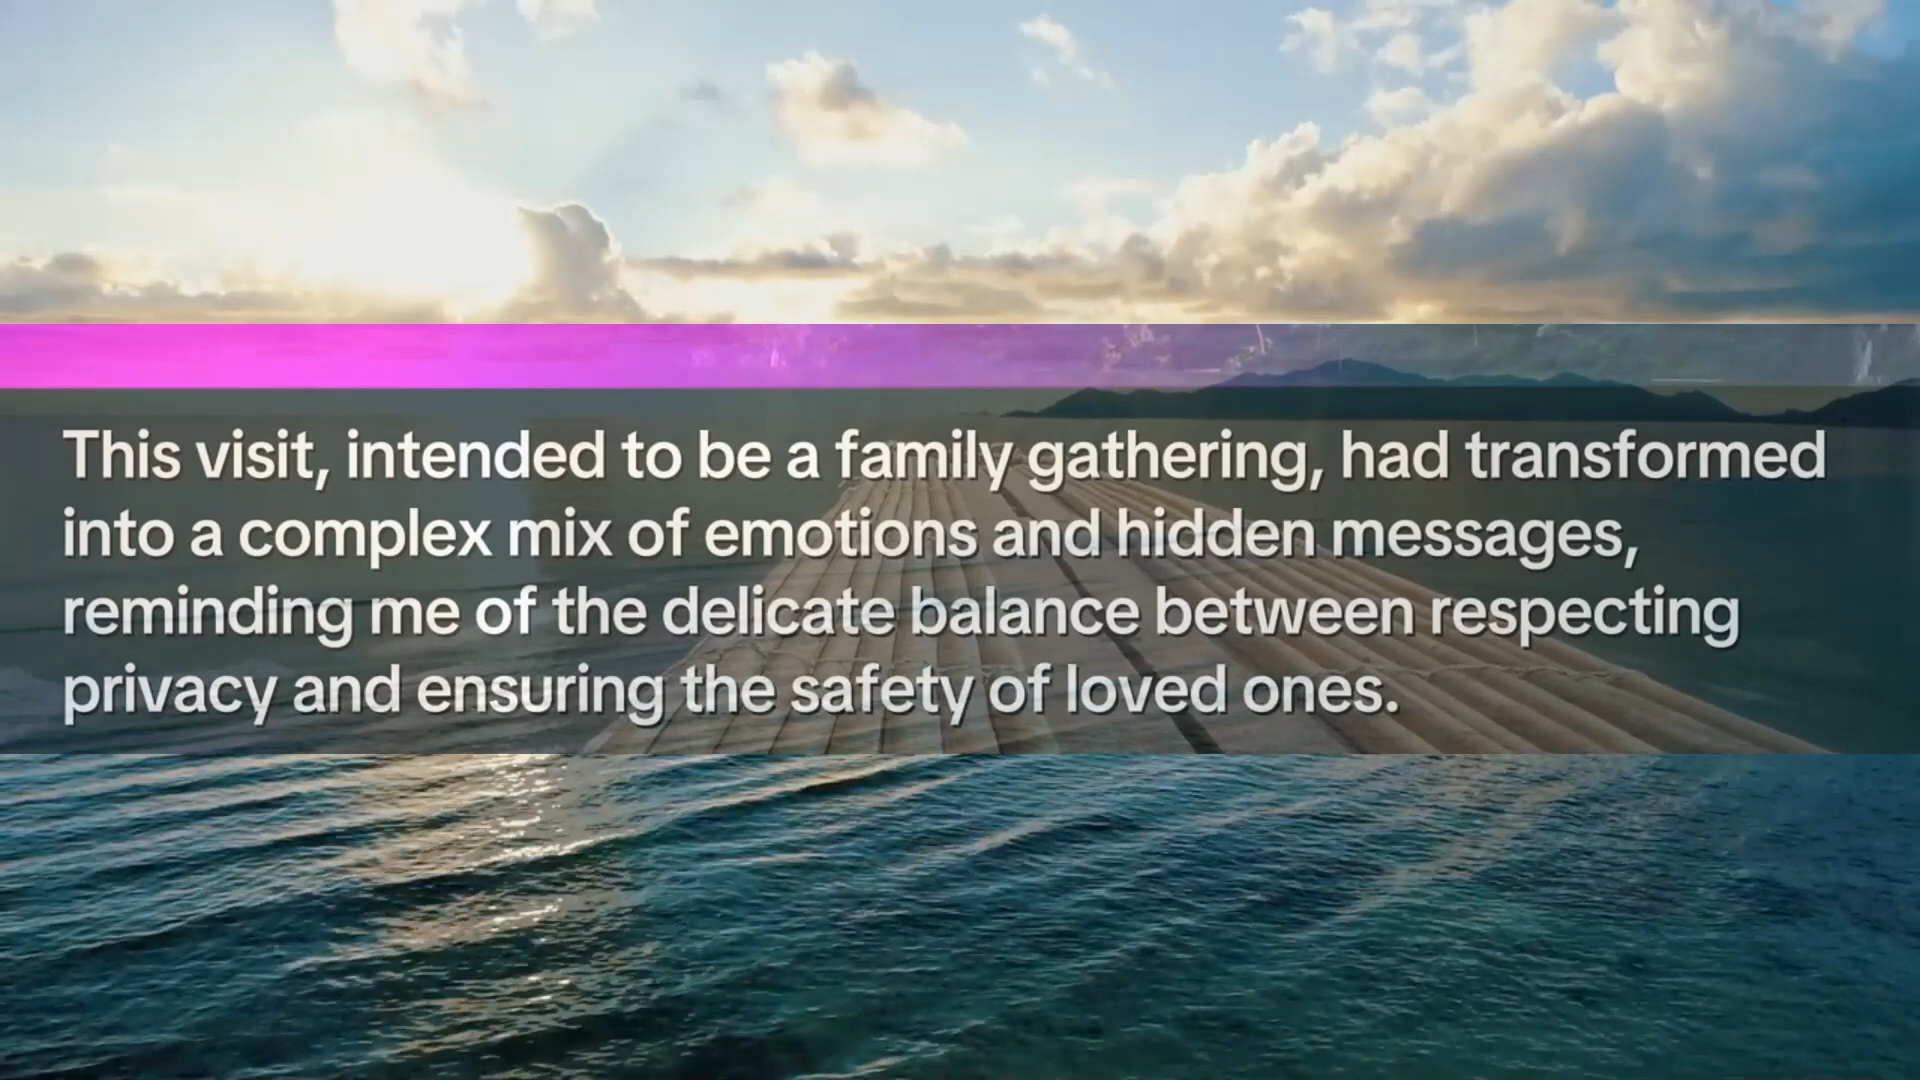 This visit, intended to be a family gathering, had transformed
into a complex mix of emotions and hidden messages,
reminding me of the delicate balance between respecting
privacy and ensuring the safety of loved ones.